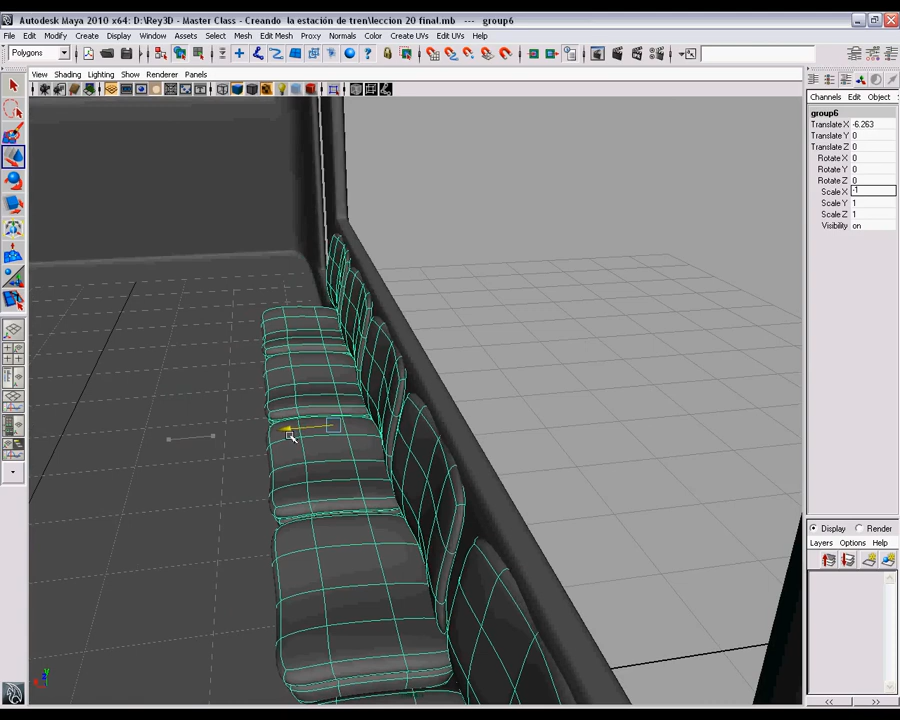 Autodesk Maya 2010 x64: D:\Rey3D - Master Class - Creando la estación de tren\leccion 20 final.mb --- group6
File Edit Modify Create Display Window Assets Select Mesh Edit Mesh Proxy Normals Color Create UVs Edit UVs Help
Polygons
View Shading Lighting Show Renderer Panels
Channels Edit Object
group6
Translate X -6.263
Translate Y 0
Translate Z 0
Rotate X 0
Rotate Y 0
Rotate Z 0
Scale X -1
Scale Y 1
Scale Z 1
Visibility on
Display Render
Layers Options Help
<< >>